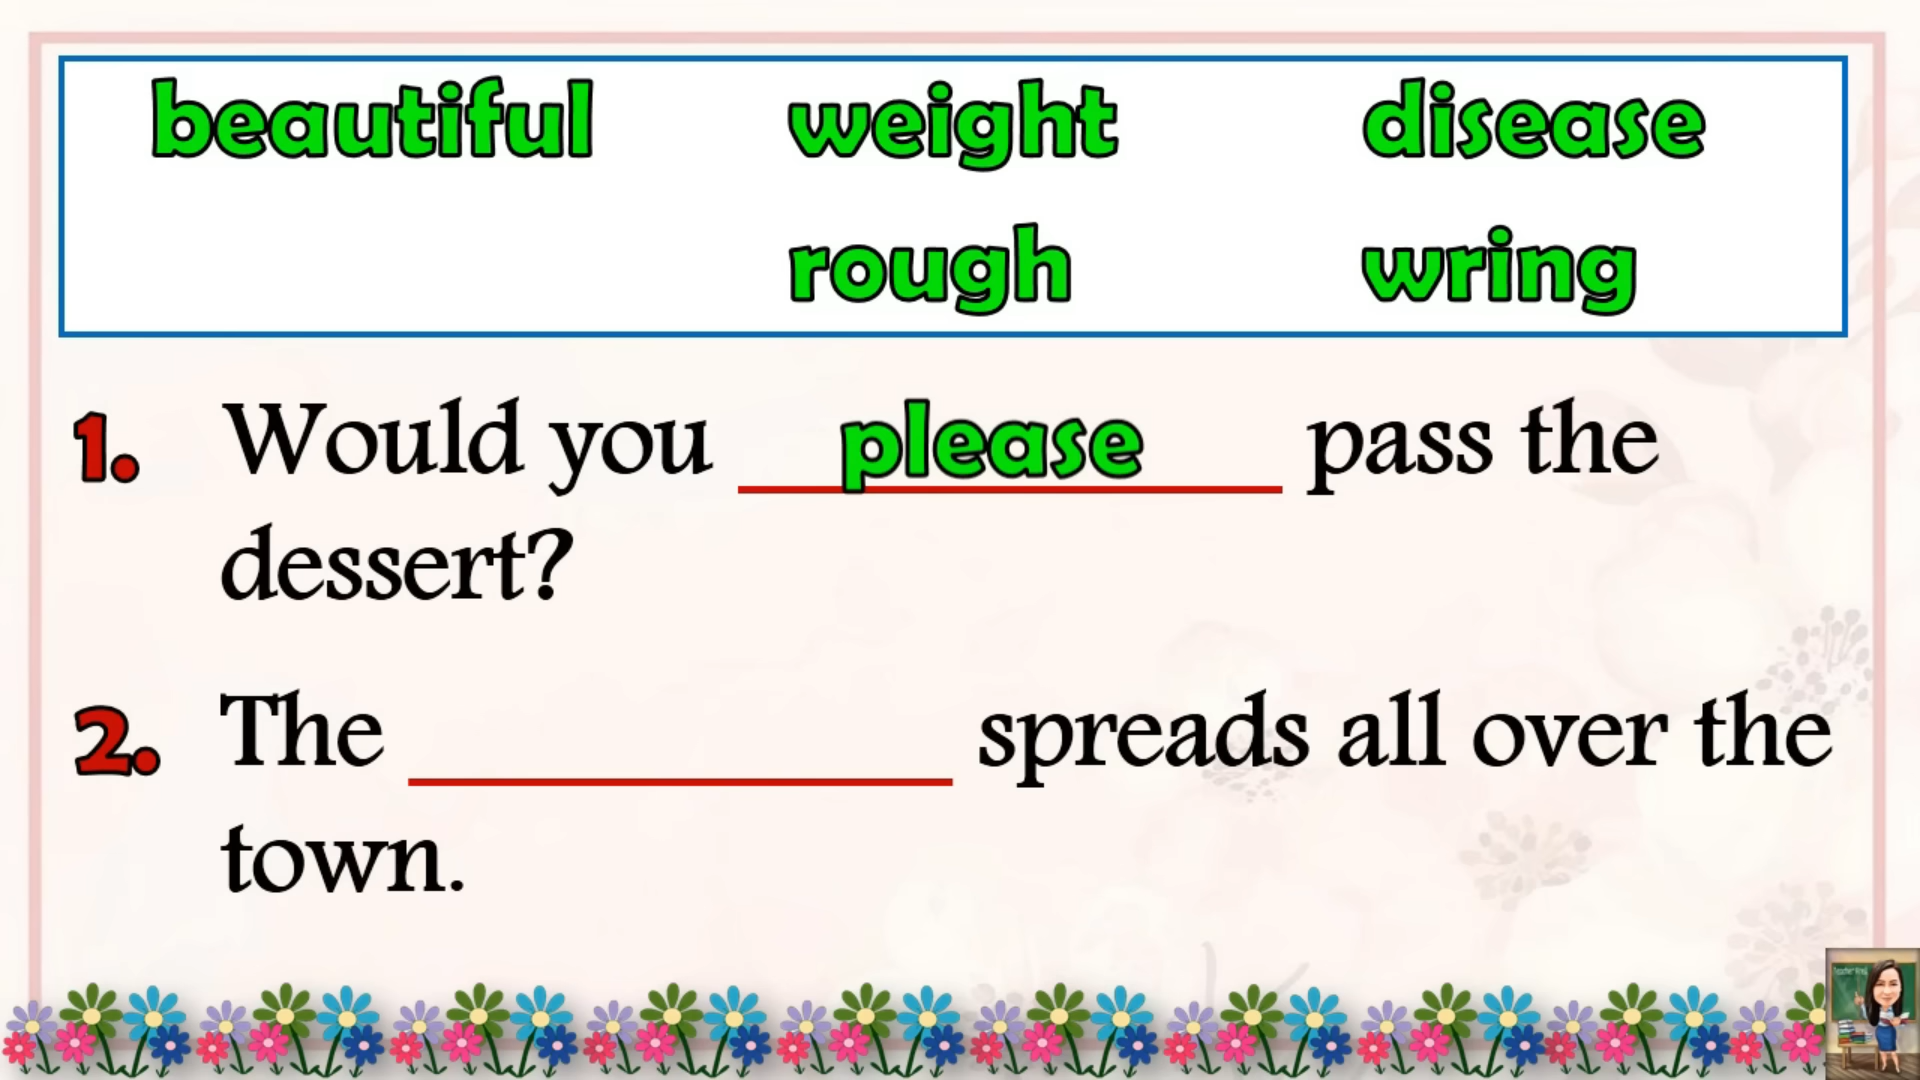 beautiful weight disease
rough wring
1. Would you please pass the
dessert?
2. The __________ spreads all over the
town.